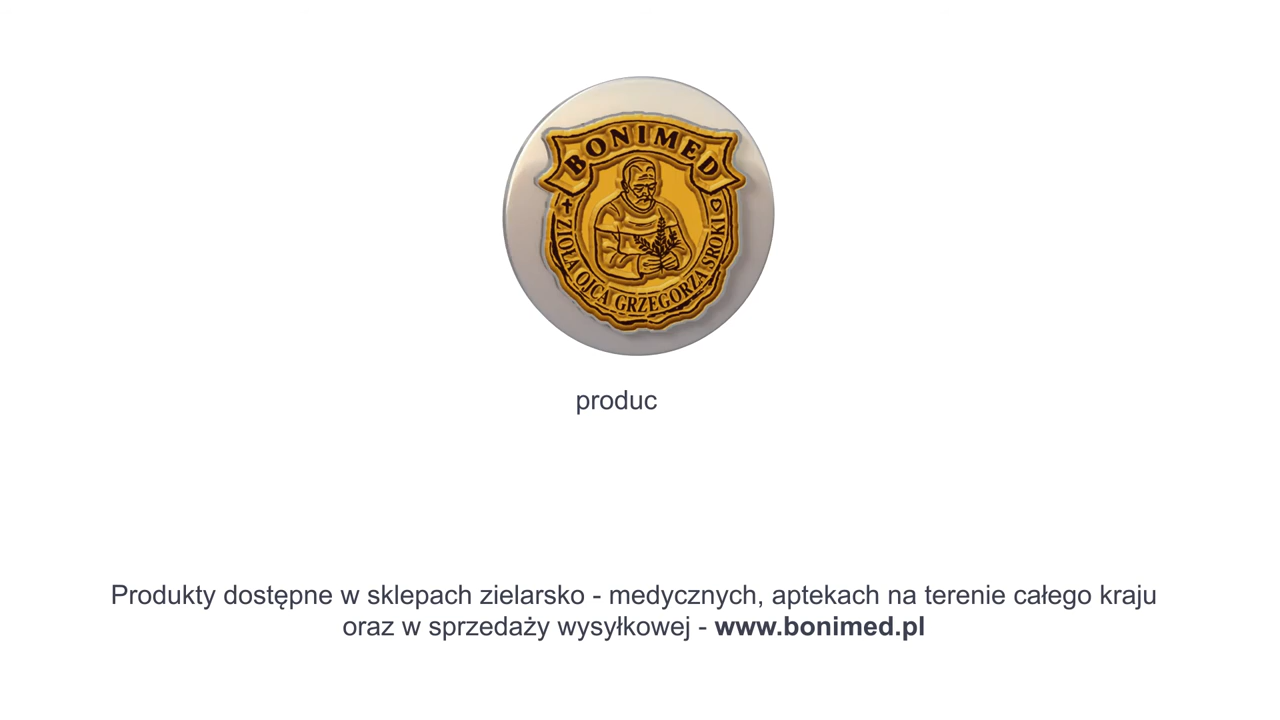 BONIMED
ZIOŁA OJCA GRZEGORZA SROKI
produc
Produkty dostępne w sklepach zielarsko - medycznych, aptekach na terenie całego kraju
oraz w sprzedaży wysyłkowej - www.bonimed.pl